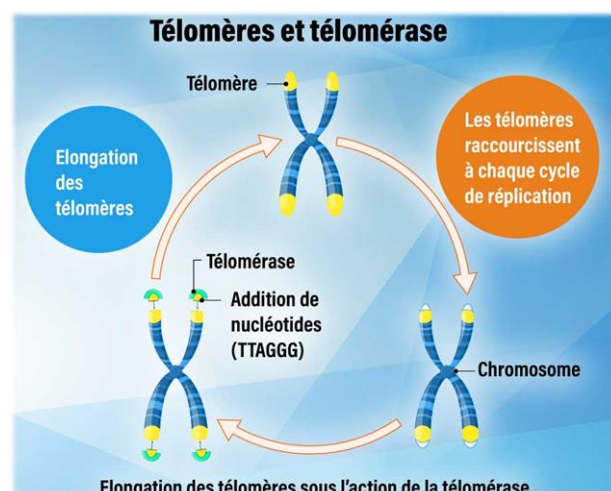 Télomères et télomérase
Télomère
Elongation
des
télomères
Les télomères
raccourcissent
à chaque cycle
de réplication
Télomérase
Addition de
nucléotides
(TTAGGG)
Chromosome
Elongation des télomères sous l'action de la télomérase